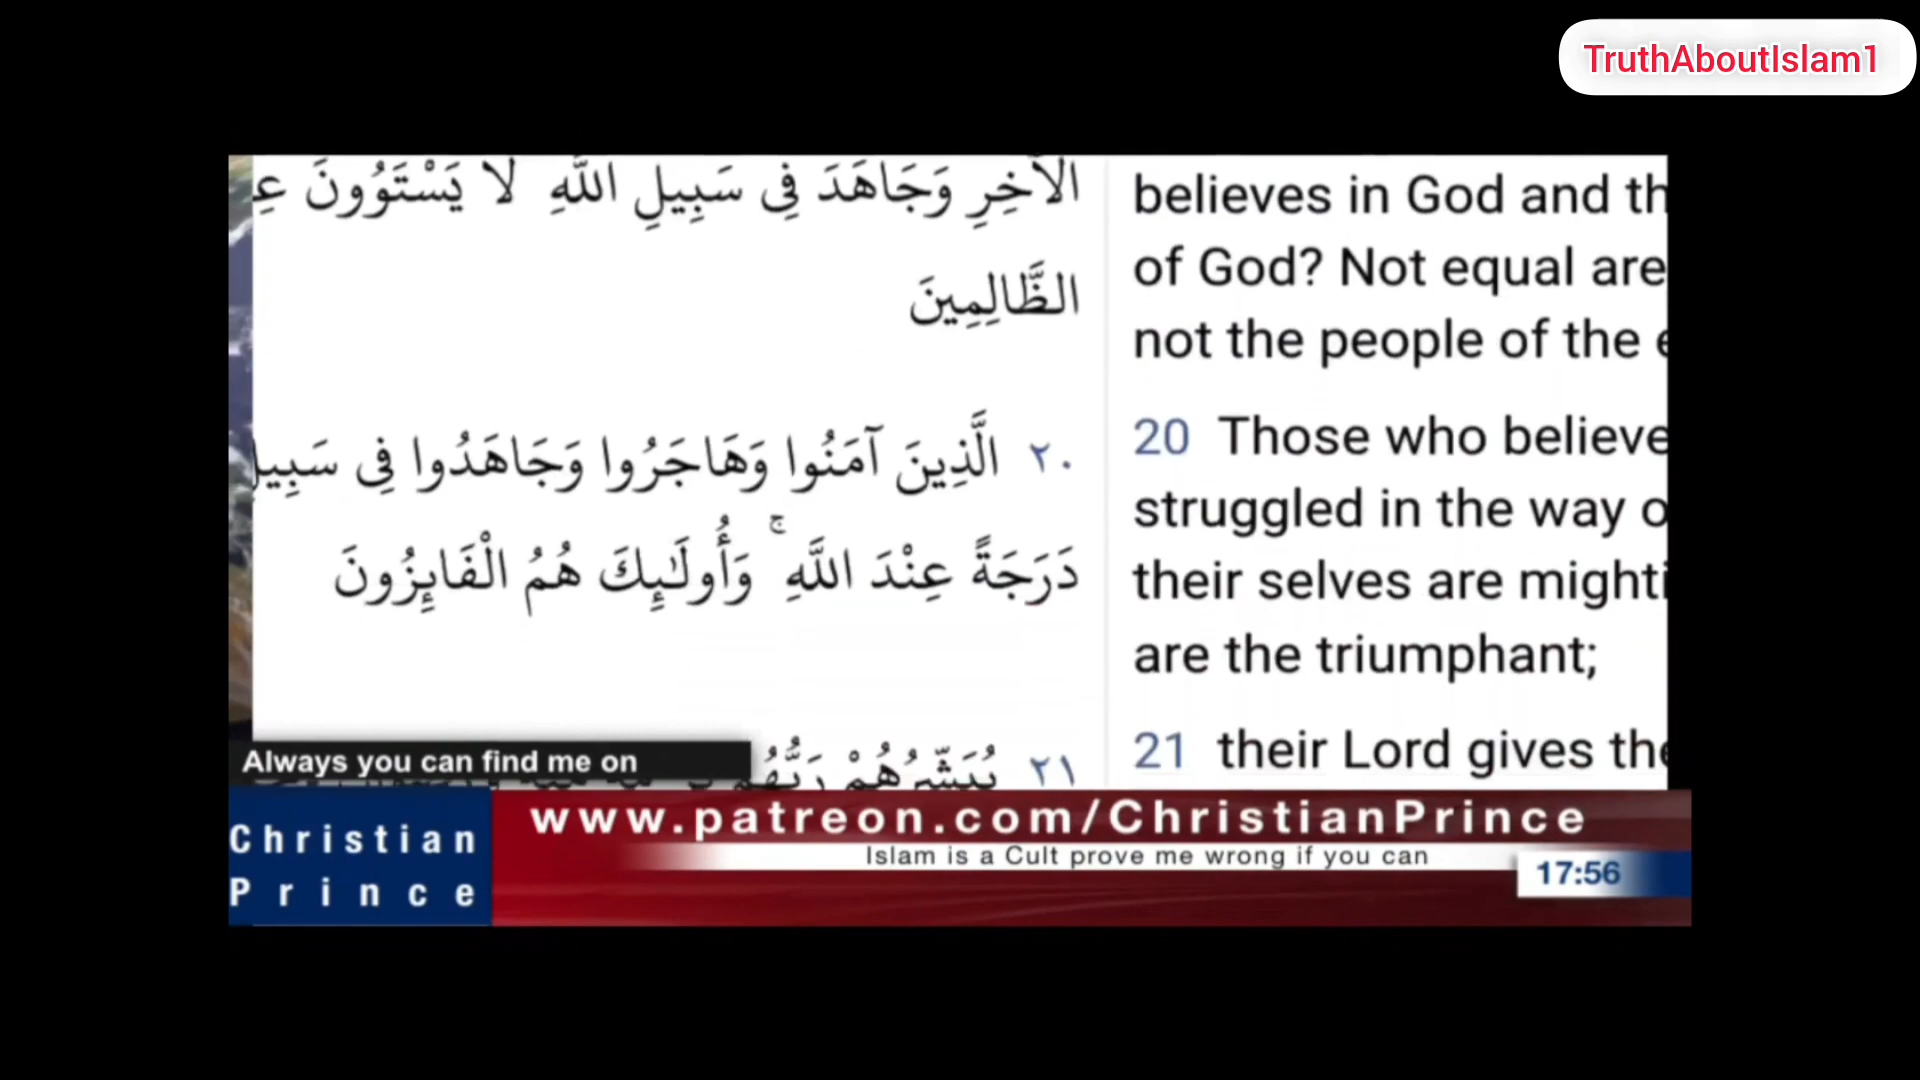 TruthAboutIslam1
الْآخِرِ وَجَاهَدَ فِى سَبِيلِ اللَّهِ لَا يَسْتَوُونَ
الظَّالِمِينَ
٢٠ الَّذِينَ آمَنُوا وَهَاجَرُوا وَجَاهَدُوا فِى سَبِيلِ
دَرَجَةً عِنْدَ اللَّهِ ۚ وَأُولَٰئِكَ هُمُ الْفَائِزُونَ
٢١ يُبَشِّرُهُمْ
believes in God and th
of God? Not equal are
not the people of the
20 Those who believe
struggled in the way o
their selves are mighti
are the triumphant;
21 their Lord gives the
Always you can find me on
Christian
Prince
www.patreon.com/ChristianPrince
Islam is a Cult prove me wrong if you can
17:56